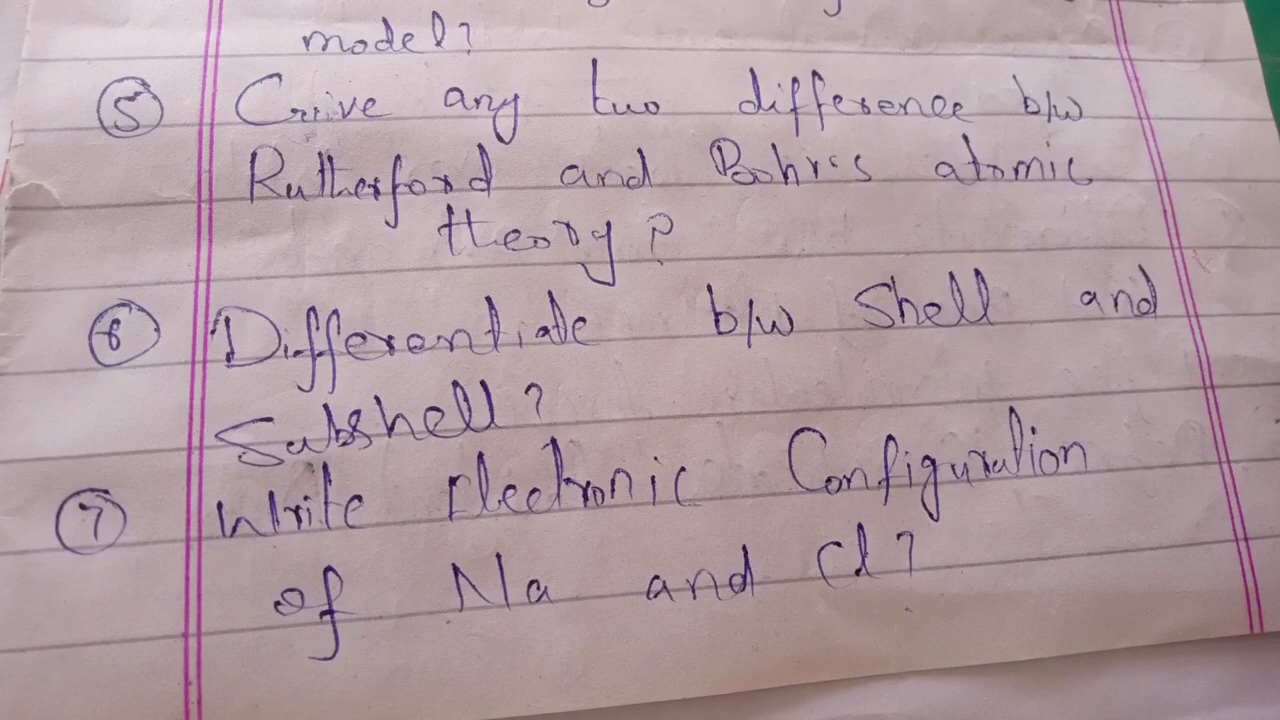 model?
5 Give any two difference b/w
Rutherford and Bohr's atomic
theory?
6 Differentiate b/w Shell and
Subshell?
7 Write Electronic Configuration
of Na and Cl?